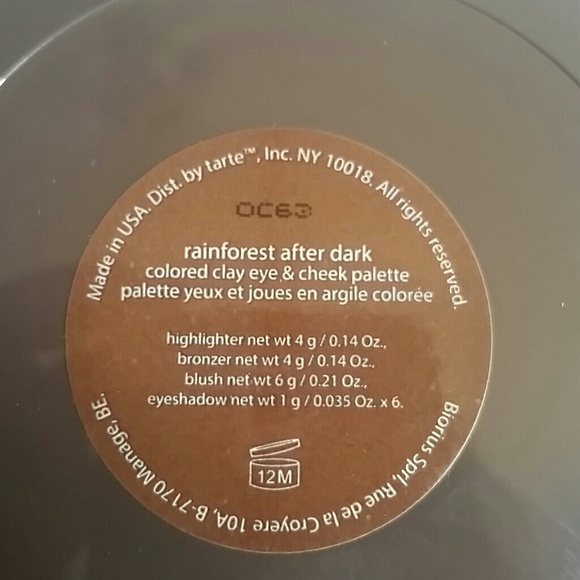 Made in USA. Dist. by tarte™, Inc. NY 10018. All rights reserved.
OC63
rainforest after dark
colored clay eye & cheek palette
palette yeux et joues en argile colorée
highlighter net wt 4 g / 0.14 Oz.,
bronzer net wt 4 g / 0.14 Oz.,
blush net wt 6 g / 0.21 Oz.,
eyeshadow net wt 1 g / 0.035 Oz. x 6.
12M
Biorius Sprl, Rue de la Croyere 10A, B-7170 Manage, BE.